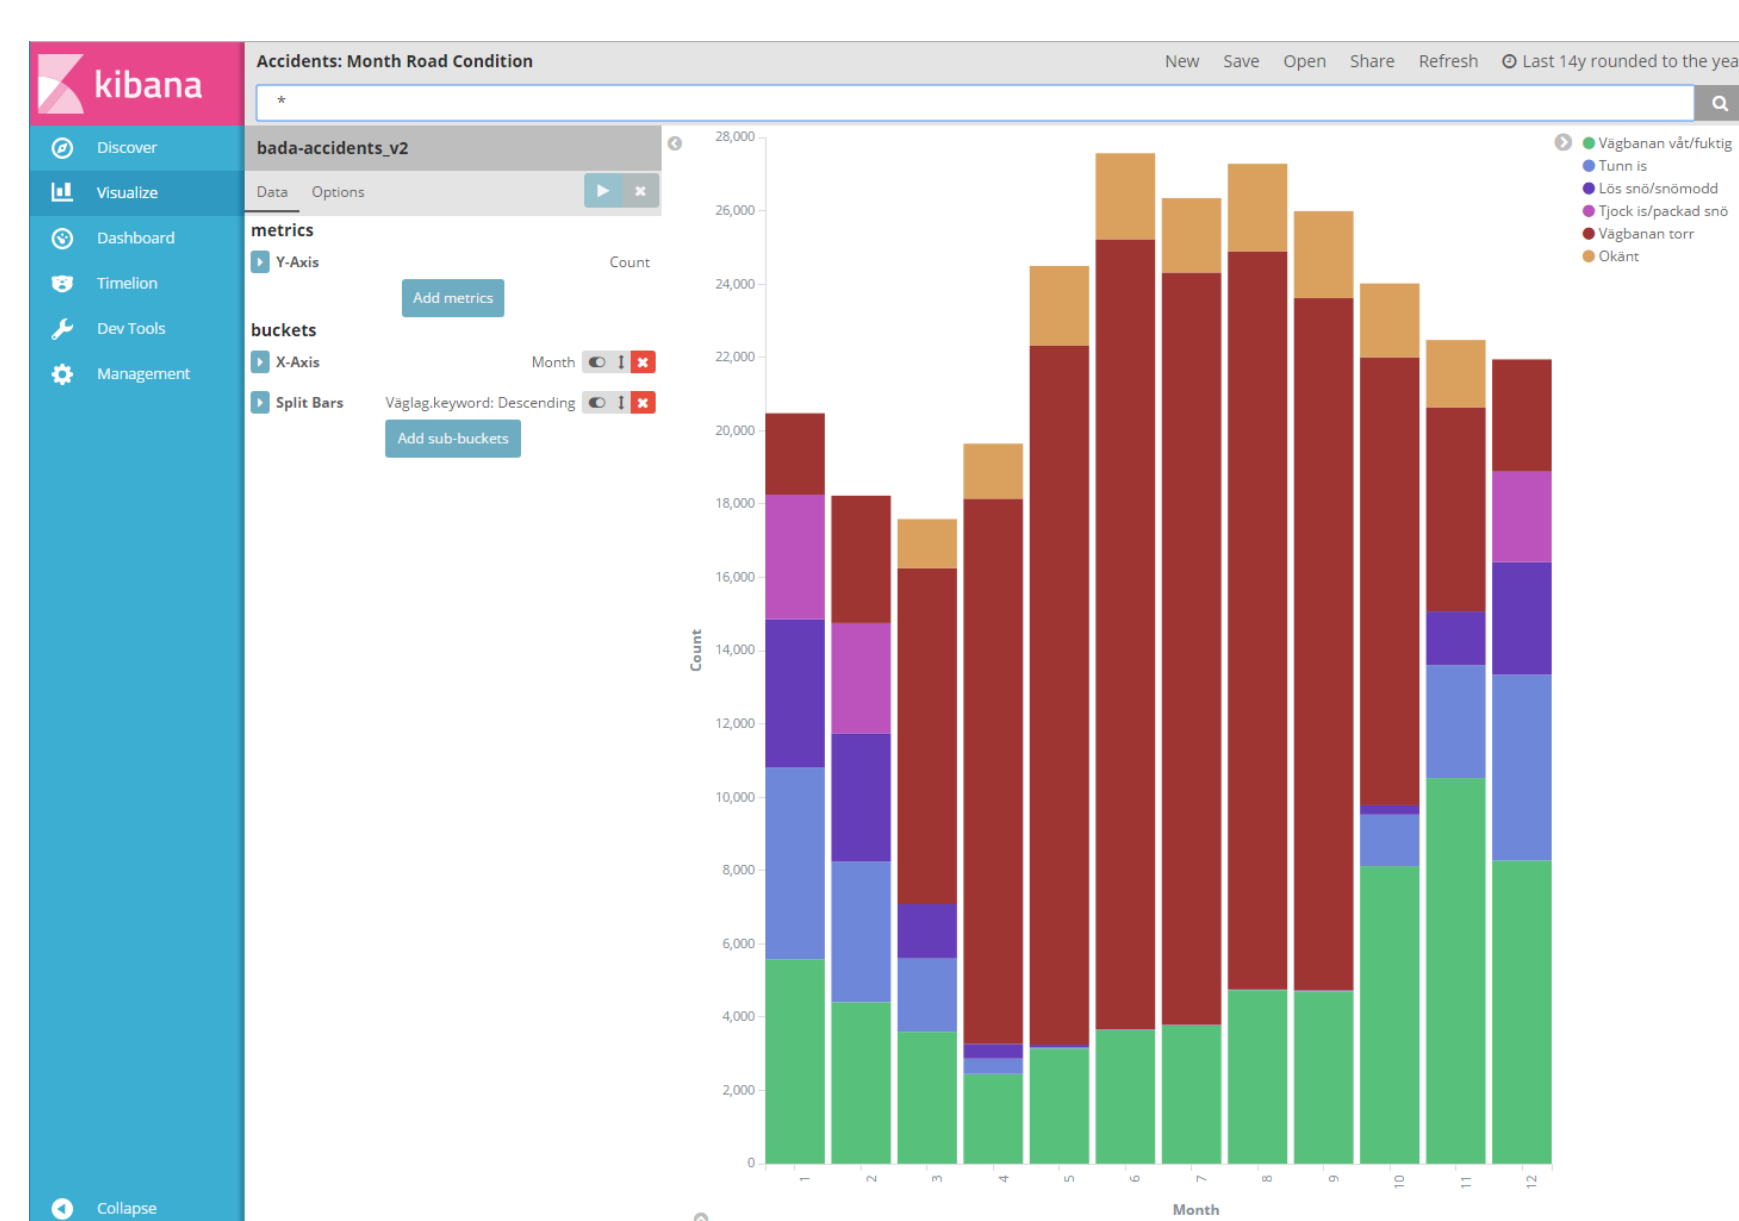 kibana
Accidents: Month Road Condition
New Save Open Share Refresh Last 14y rounded to the yea
*
Discover
Visualize
Dashboard
Timelion
Dev Tools
Management
Collapse
bada-accidents_v2
Data Options
metrics
Y-Axis Count
Add metrics
buckets
X-Axis Month
Split Bars Väglag.keyword: Descending
Add sub-buckets
Count
28,000
26,000
24,000
22,000
20,000
18,000
16,000
14,000
12,000
10,000
8,000
6,000
4,000
2,000
0
1 2 3 4 5 6 7 8 9 10 11 12
Month
Vägbanan våt/fuktig
Tunn is
Lös snö/snömodd
Tjock is/packad snö
Vägbanan torr
Okänt